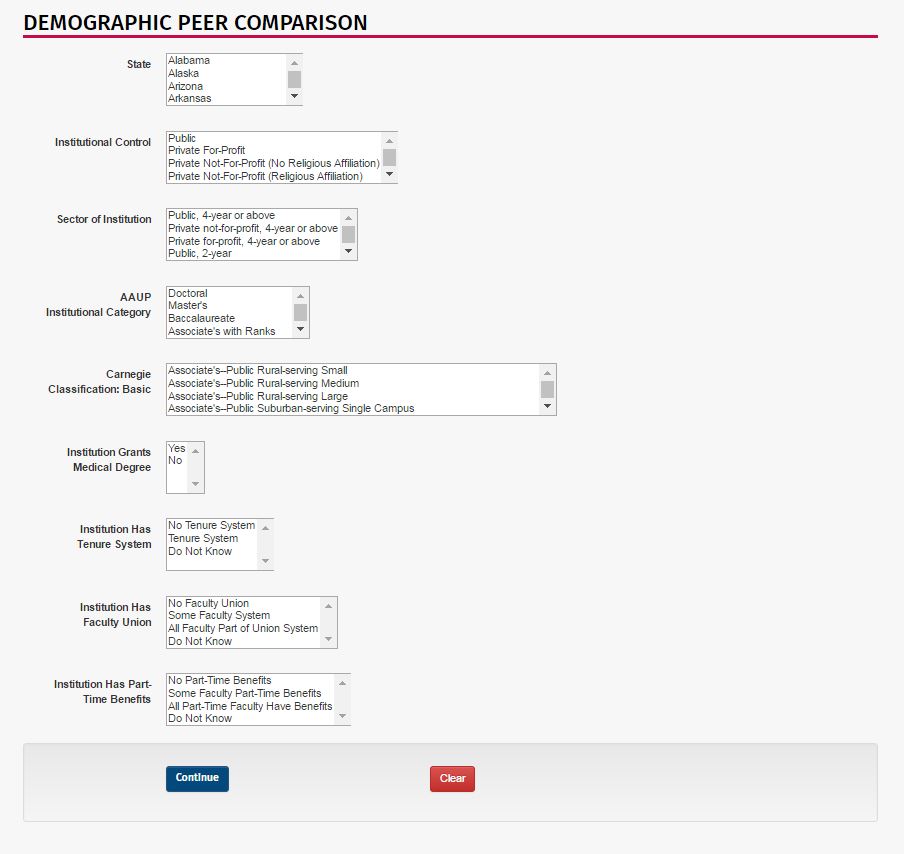 DEMOGRAPHIC PEER COMPARISON
State
Alabama
Alaska
Arizona
Arkansas
Institutional Control
Public
Private For-Profit
Private Not-For-Profit (No Religious Affiliation)
Private Not-For-Profit (Religious Affiliation)
Sector of Institution
Public, 4-year or above
Private not-for-profit, 4-year or above
Private for-profit, 4-year or above
Public, 2-year
AAUP
Institutional Category
Doctoral
Master's
Baccalaureate
Associate's with Ranks
Carnegie
Classification: Basic
Associate's--Public Rural-serving Small
Associate's--Public Rural-serving Medium
Associate's--Public Rural-serving Large
Associate's--Public Suburban-serving Single Campus
Institution Grants
Medical Degree
Yes
No
Institution Has
Tenure System
No Tenure System
Tenure System
Do Not Know
Institution Has
Faculty Union
No Faculty Union
Some Faculty System
All Faculty Part of Union System
Do Not Know
Institution Has Part-
Time Benefits
No Part-Time Benefits
Some Faculty Part-Time Benefits
All Part-Time Faculty Have Benefits
Do Not Know
Continue
Clear